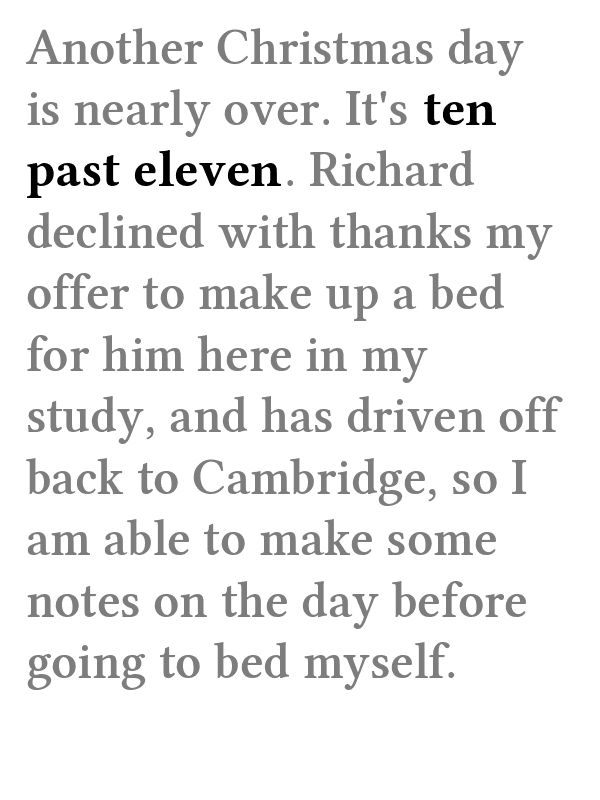 Another Christmas day
is nearly over. It's ten
past eleven. Richard
declined with thanks my
offer to make up a bed
for him here in my
study, and has driven off
back to Cambridge, so I
am able to make some
notes on the day before
going to bed myself.